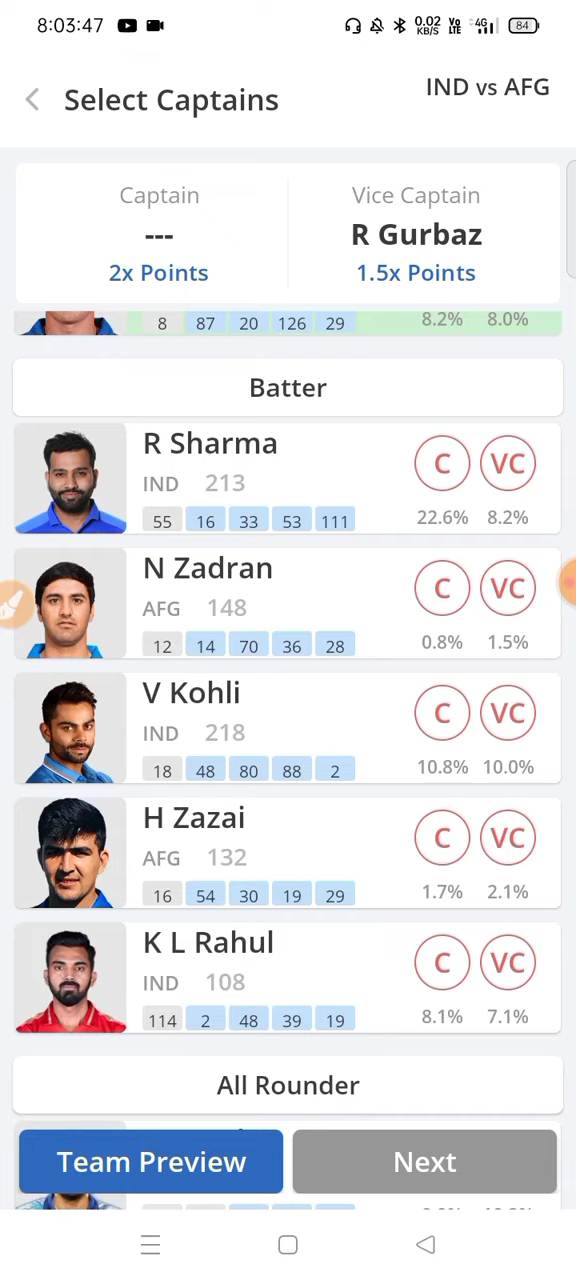 8:03:47 0.02 KB/S Vo LTE 4G 84
Select Captains IND vs AFG
Captain Vice Captain
--- R Gurbaz
2x Points 1.5x Points
8 87 20 126 29 8.2% 8.0%
Batter
R Sharma
IND 213 C VC
55 16 33 53 111 22.6% 8.2%
N Zadran
AFG 148 C VC
12 14 70 36 28 0.8% 1.5%
V Kohli
IND 218 C VC
18 48 80 88 2 10.8% 10.0%
H Zazai
AFG 132 C VC
16 54 30 19 29 1.7% 2.1%
K L Rahul
IND 108 C VC
114 2 48 39 19 8.1% 7.1%
All Rounder
Team Preview Next